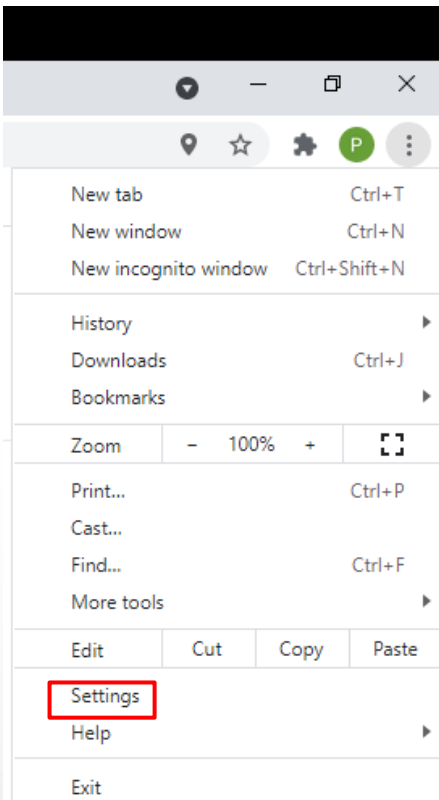 P
New tab Ctrl+T
New window Ctrl+N
New incognito window Ctrl+Shift+N
History
Downloads Ctrl+J
Bookmarks
Zoom - 100% +
Print... Ctrl+P
Cast...
Find... Ctrl+F
More tools
Edit Cut Copy Paste
Settings
Help
Exit